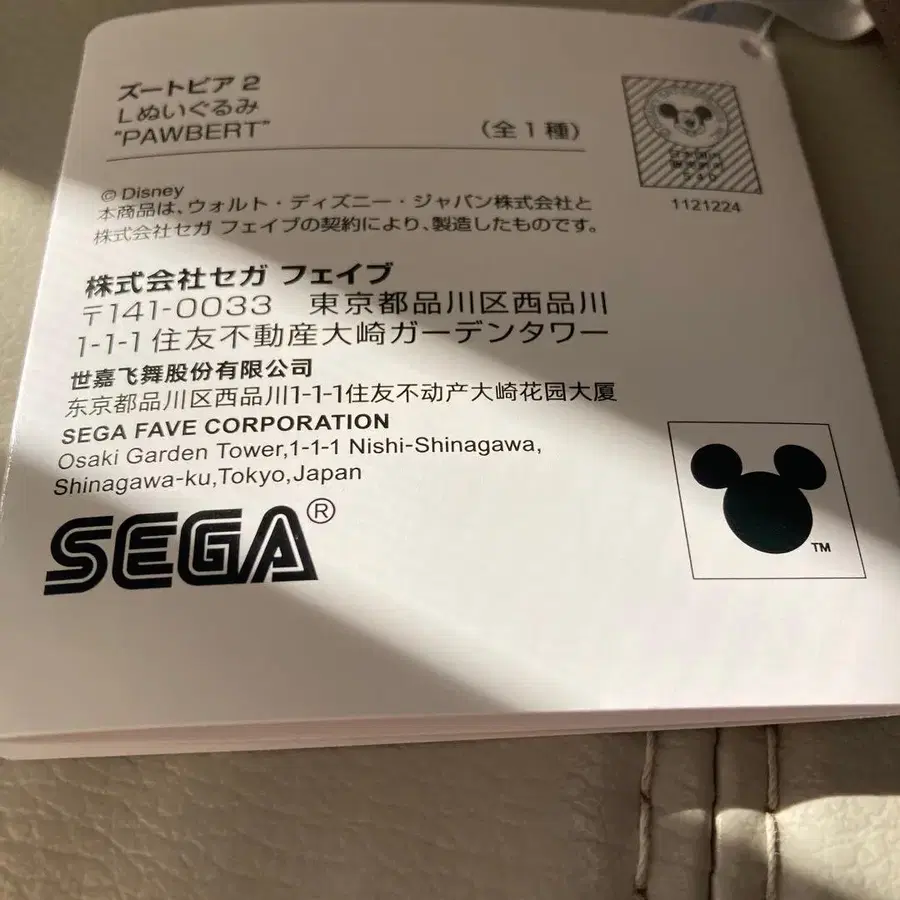 ズートピア 2
Lぬいぐるみ
"PAWBERT"
(全1種)
1121224
© Disney
本商品は、ウォルト・ディズニー・ジャパン株式会社と
株式会社セガ フェイブの契約により、製造したものです。
株式会社セガ フェイブ
〒141-0033 東京都品川区西品川
1-1-1 住友不動産大崎ガーデンタワー
世嘉飞舞股份有限公司
东京都品川区西品川1-1-1住友不动产大崎花园大厦
SEGA FAVE CORPORATION
Osaki Garden Tower,1-1-1 Nishi-Shinagawa,
Shinagawa-ku,Tokyo,Japan
SEGA®
TM